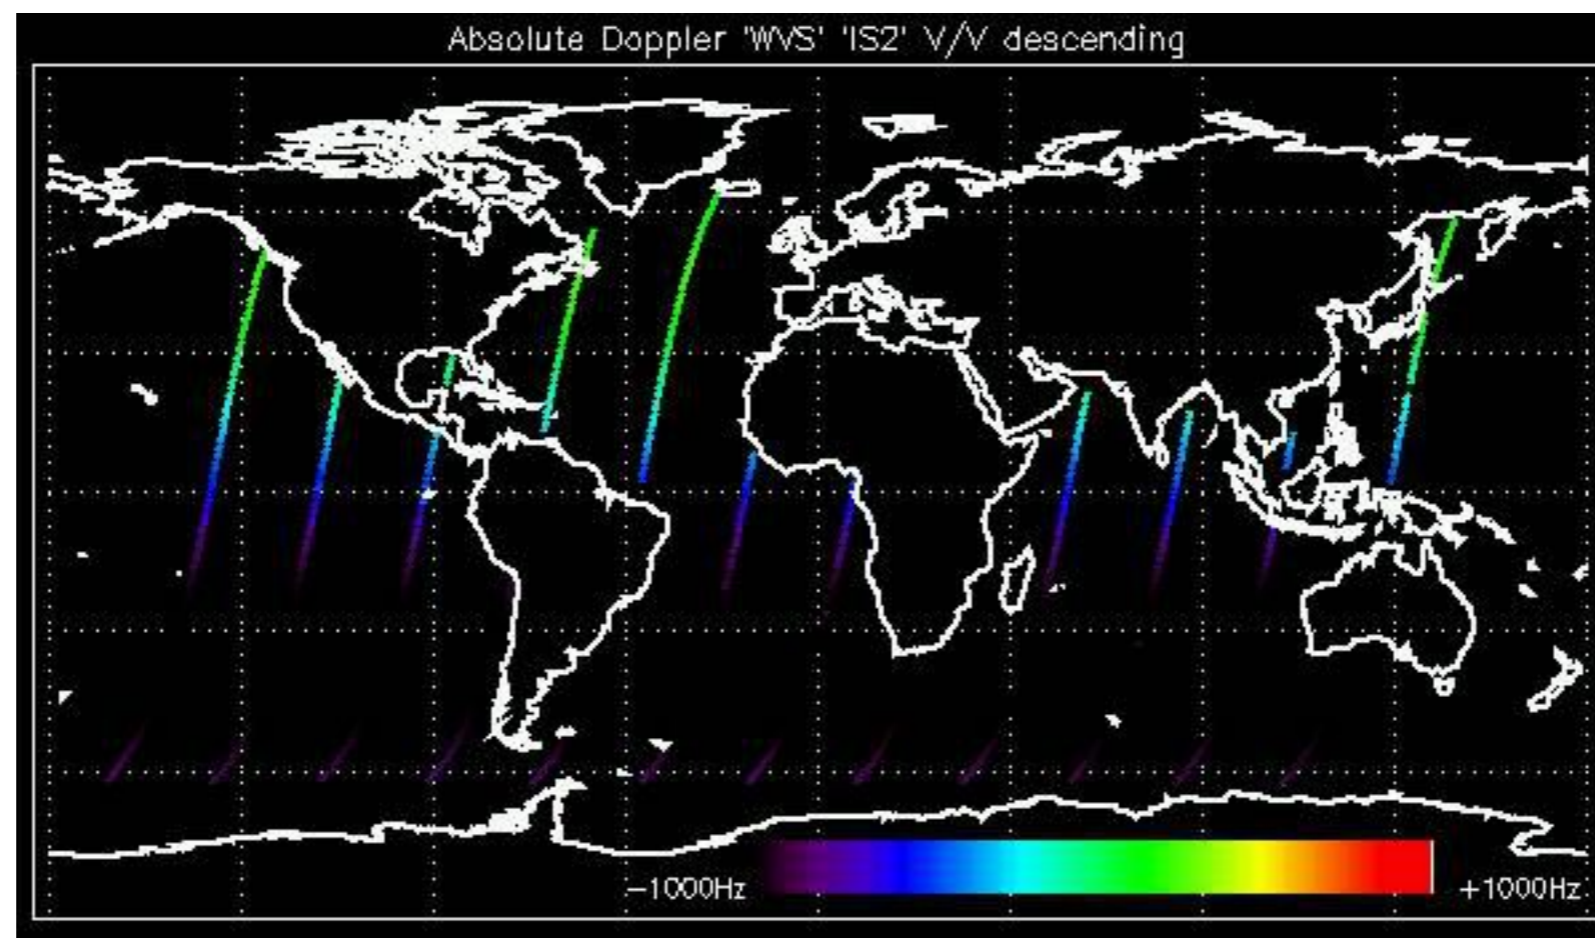 Absolute Doppler 'WVS' 'IS2' V/V descending
−1000Hz +1000Hz